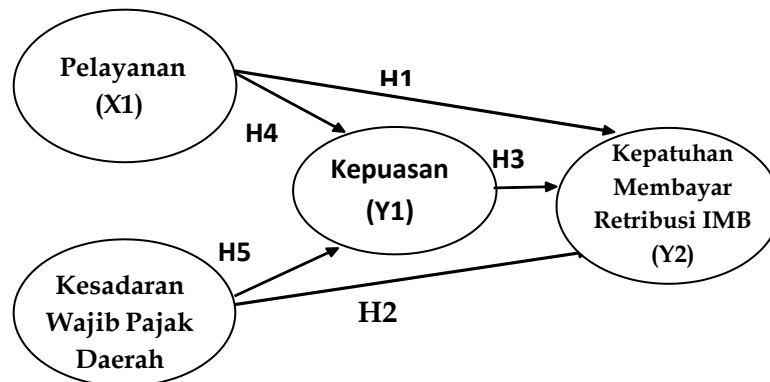 Pelayanan
(X1)
H1
H4
Kepuasan
(Y1)
H3
Kepatuhan
Membayar
Retribusi IMB
(Y2)
H5
Kesadaran
Wajib Pajak
Daerah
H2